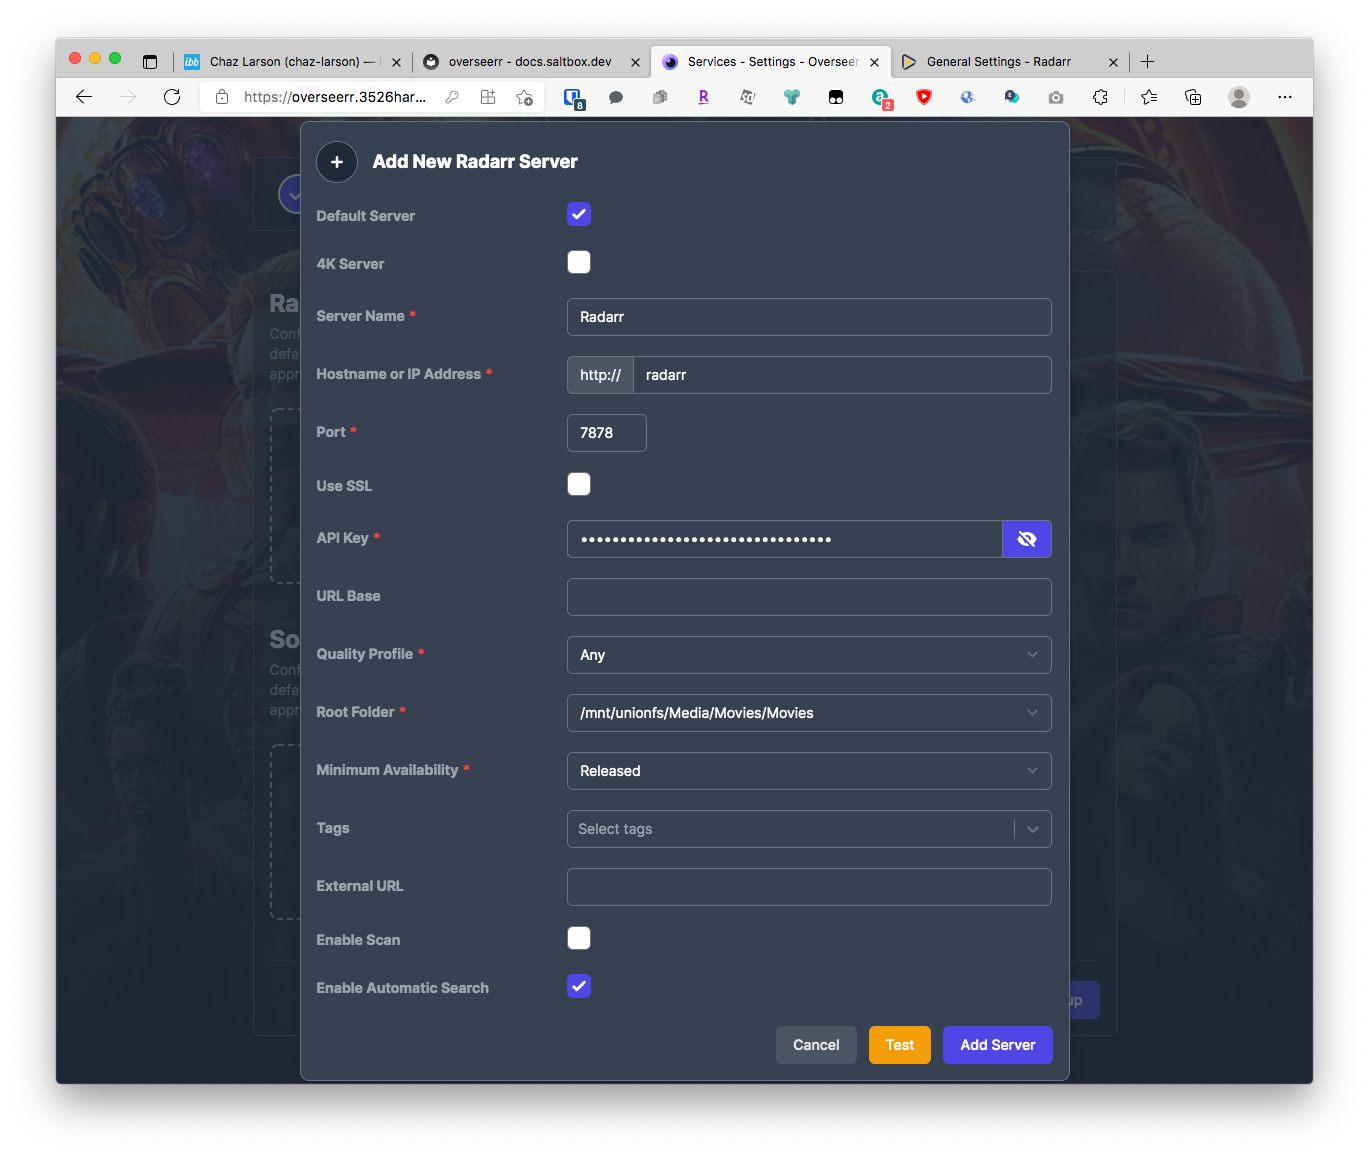 Chaz Larson (chaz-larson) —
overseerr - docs.saltbox.dev
Services - Settings - Overseerr
General Settings - Radarr
https://overseerr.3526har...
8
2
Add New Radarr Server
Default Server
4K Server
Server Name *
Radarr
Hostname or IP Address *
http://
radarr
Port *
7878
Use SSL
API Key *
••••••••••••••••••••••••••••••••
URL Base
Quality Profile *
Any
Root Folder *
/mnt/unionfs/Media/Movies/Movies
Minimum Availability *
Released
Tags
Select tags
External URL
Enable Scan
Enable Automatic Search
Cancel
Test
Add Server
Ra
Conf
defa
appr
So
Conf
defa
appr
up